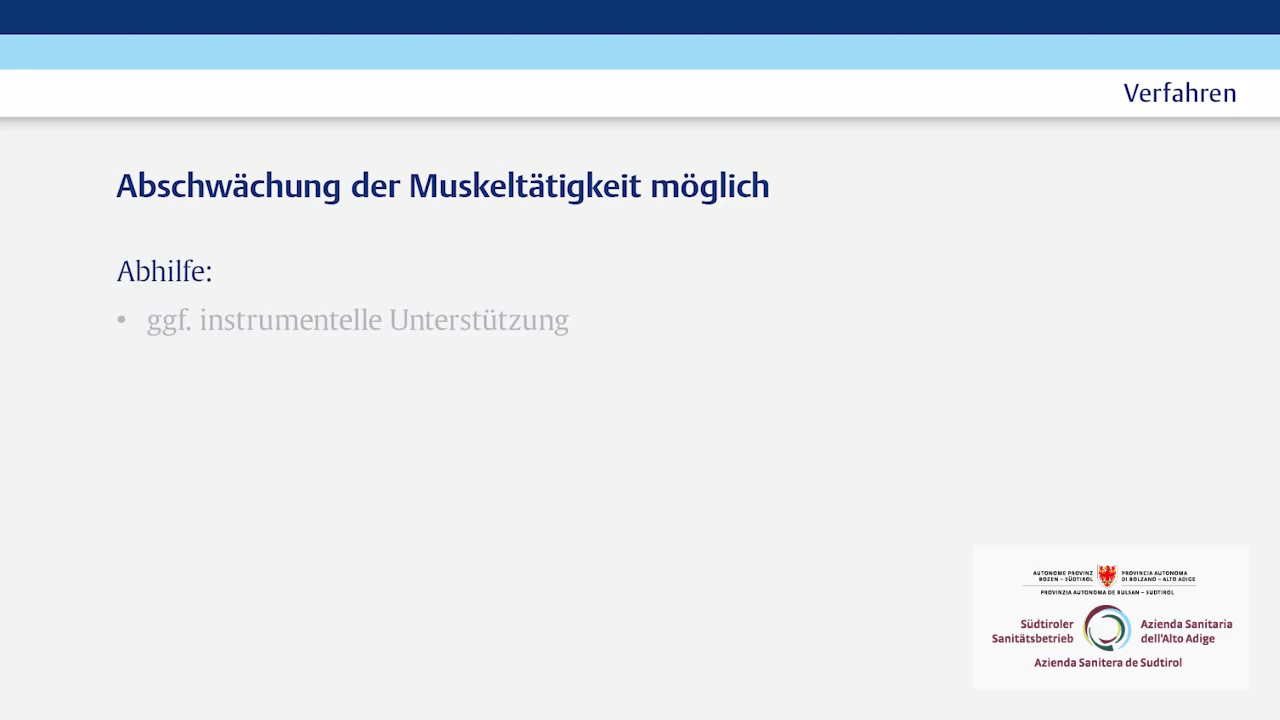 Verfahren
Abschwächung der Muskeltätigkeit möglich
Abhilfe:
• ggf. instrumentelle Unterstützung
AUTONOME PROVINZ
BOZEN – SÜDTIROL
PROVINCIA AUTONOMA
DI BOLZANO – ALTO ADIGE
PROVINZIA AUTONOMA DE BULSAN – SÜDTIROL
Südtiroler
Sanitätsbetrieb
Azienda Sanitaria
dell'Alto Adige
Azienda Sanitera de Sudtirol